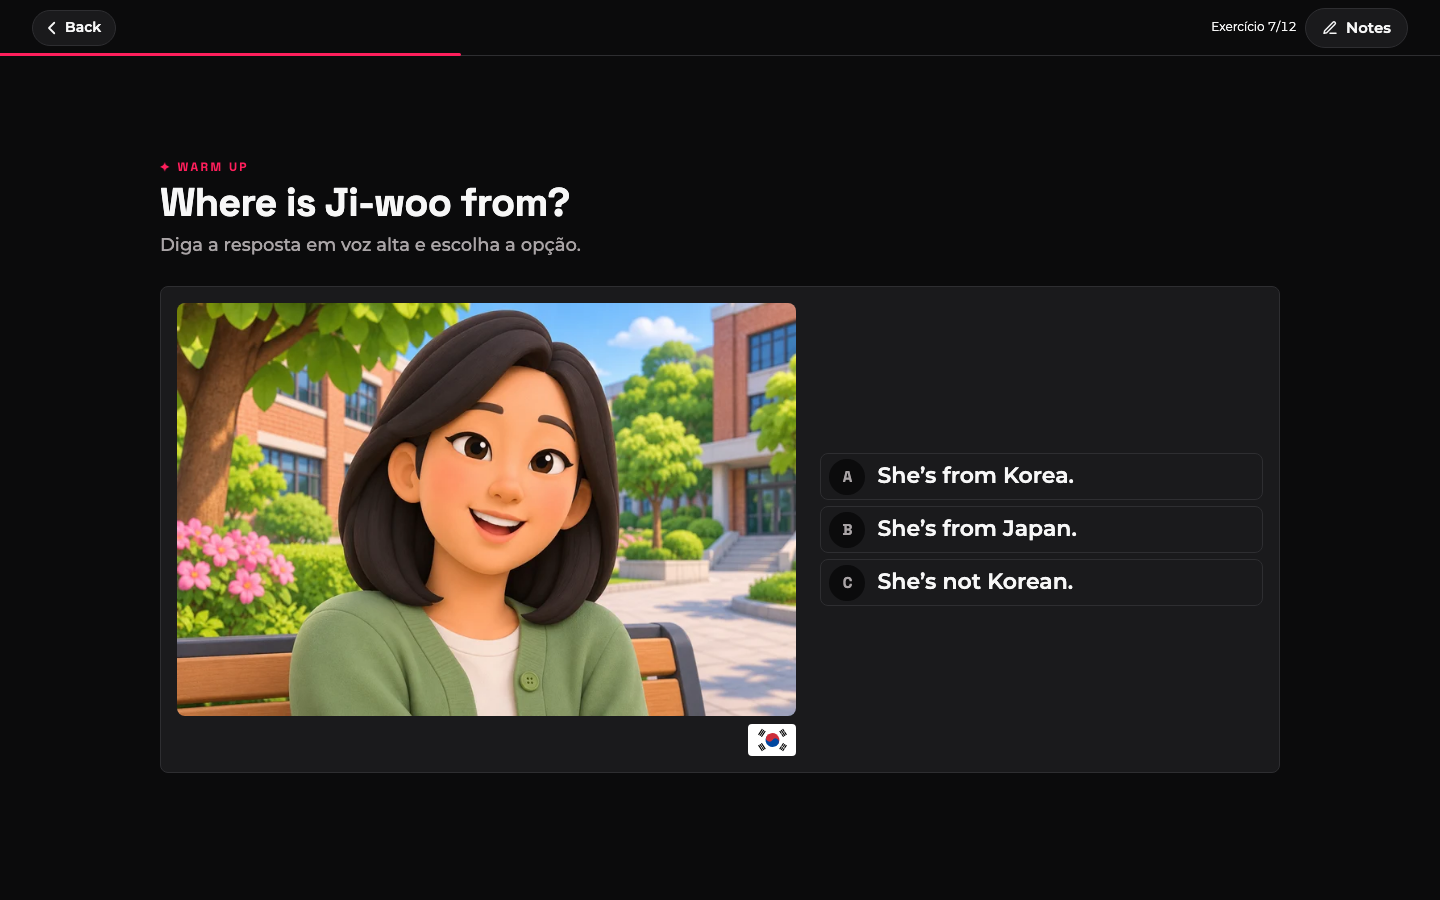 Back
Exercício 7/12
Notes
✦ WARM UP
Where is Ji-woo from?
Diga a resposta em voz alta e escolha a opção.
A She’s from Korea.
B She’s from Japan.
C She’s not Korean.